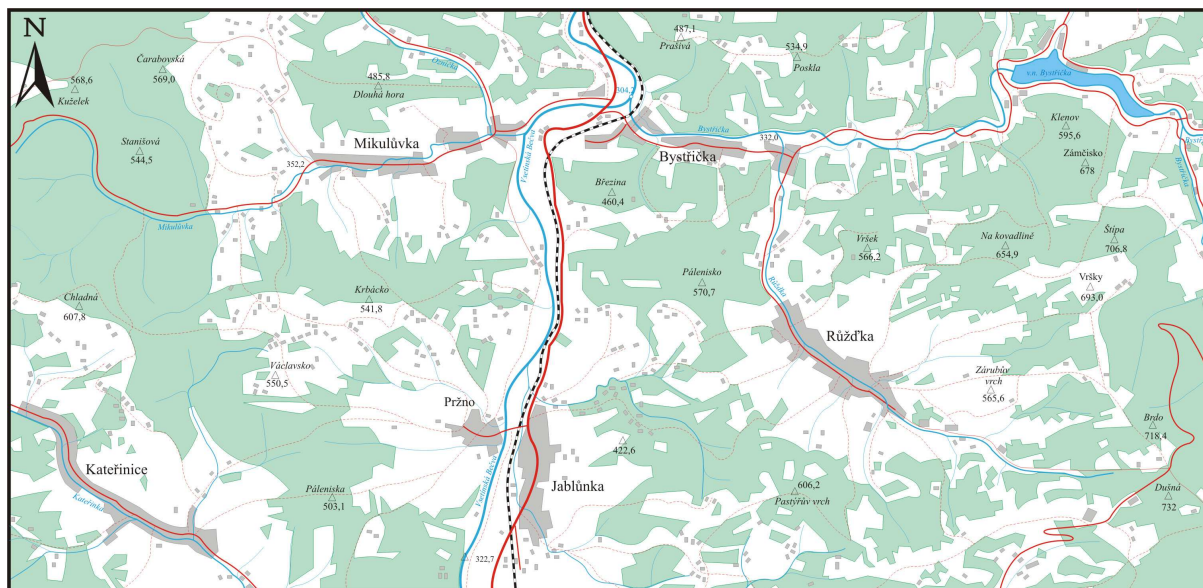 N
487,1
Prašivá
534,9
Poskla
Čarabovská
569,0
568,6
Kuželek
485,8
Dlouhá hora
Oznička
304,2
v.n. Bystřička
Klenov
595,6
Bystřička
332,0
Stanišová
544,5
352,2
Mikulůvka
Vsetínská Bečva
Bystřička
Zámčisko
678
Bystřička
Březina
460,4
Mikulůvka
Vršek
566,2
Na kovadlině
654,9
Štípa
706,8
Pálenisko
570,7
Růžďka
Vršky
693,0
Chladná
607,8
Krbácko
541,8
Růžďka
Václavsko
550,5
Zárubův
vrch
565,6
Pržno
Brdo
718,4
422,6
Kateřinice
Kateřinka
Vsetínská Bečva
Jablůnka
Páleniska
503,1
606,2
Pastýřův vrch
Dušná
732
322,7